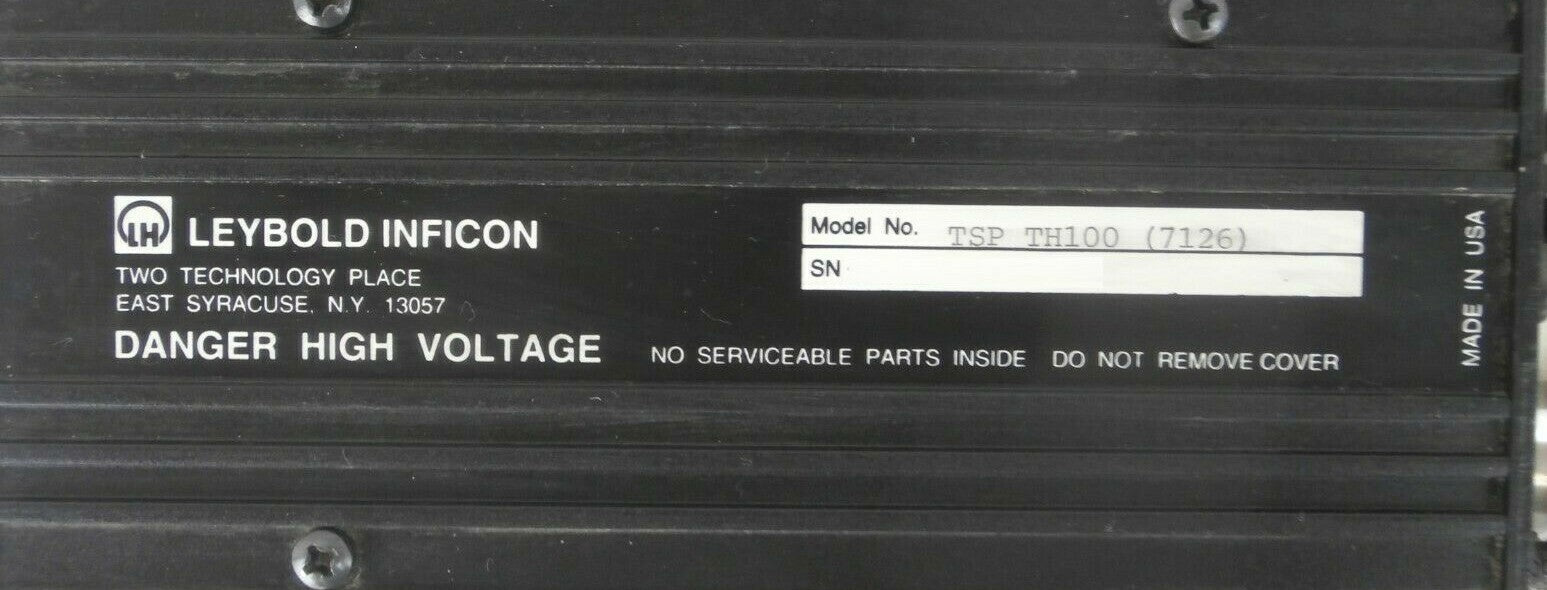 LH LEYBOLD INFICON
TWO TECHNOLOGY PLACE
EAST SYRACUSE, N.Y. 13057
DANGER HIGH VOLTAGE
NO SERVICEABLE PARTS INSIDE DO NOT REMOVE COVER
Model No. TSP TH100 (7126)
SN
MADE IN USA